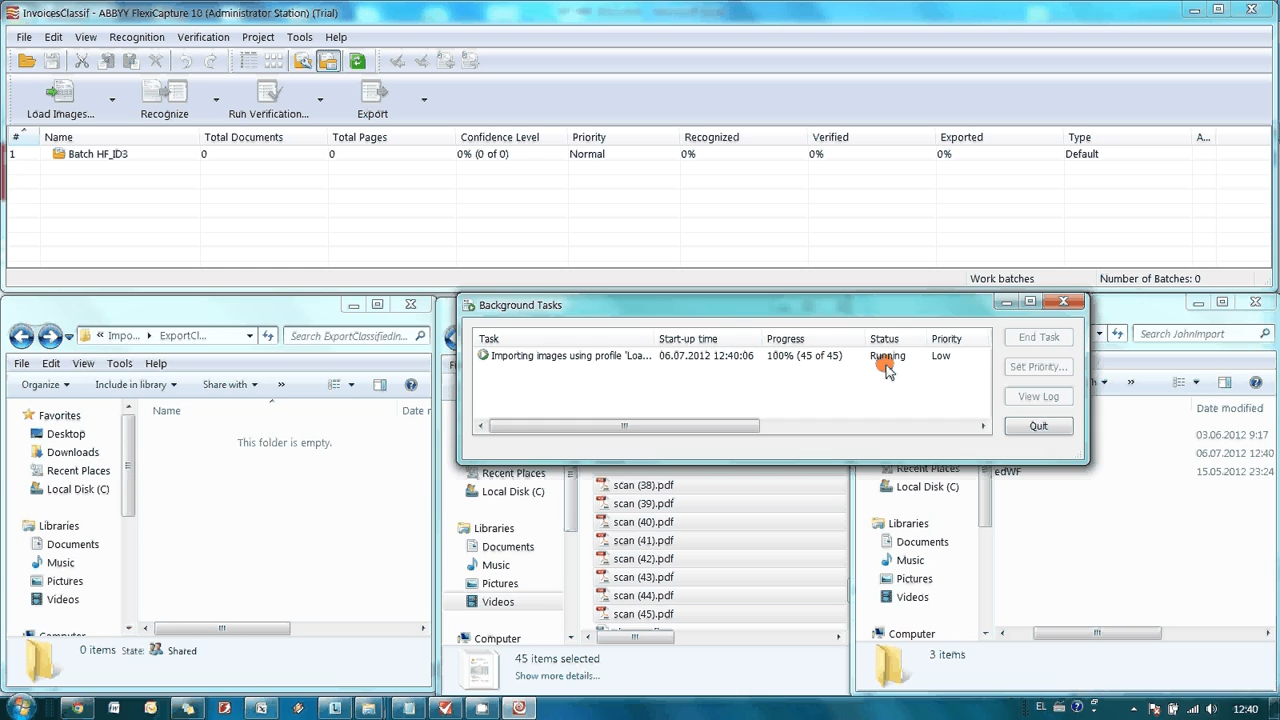 InvoicesClassif - ABBYY FlexiCapture 10 (Administrator Station) (Trial)
File Edit View Recognition Verification Project Tools Help
Load Images... Recognize Run Verification... Export
# Name Total Documents Total Pages Confidence Level Priority Recognized Verified Exported Type A...
1 Batch HF_ID3 0 0 0% (0 of 0) Normal 0% 0% 0% Default
Work batches Number of Batches: 0
Impo... ExportCl... Search ExportClassifiedIn...
File Edit View Tools Help
Organize Include in library Share with »
Favorites
Desktop
Downloads
Recent Places
Local Disk (C)
Libraries
Documents
Music
Pictures
Videos
Computer
Name Date r
This folder is empty.
0 items State: Shared
Background Tasks
Task Start-up time Progress Status Priority
Importing images using profile 'Loa... 06.07.2012 12:40:06 100% (45 of 45) Running Low
End Task
Set Priority...
View Log
Quit
Recent Places
Local Disk (C)
Libraries
Documents
Music
Pictures
Videos
Computer
scan (38).pdf
scan (39).pdf
scan (40).pdf
scan (41).pdf
scan (42).pdf
scan (43).pdf
scan (44).pdf
scan (45).pdf
45 items selected
Show more details...
Search JohnImport
h »
Date modified
03.06.2012 9:17
06.07.2012 12:40
edWF 15.05.2012 23:24
Recent Places
Local Disk (C)
Libraries
Documents
Music
Pictures
Videos
Computer
3 items
EL 12:40